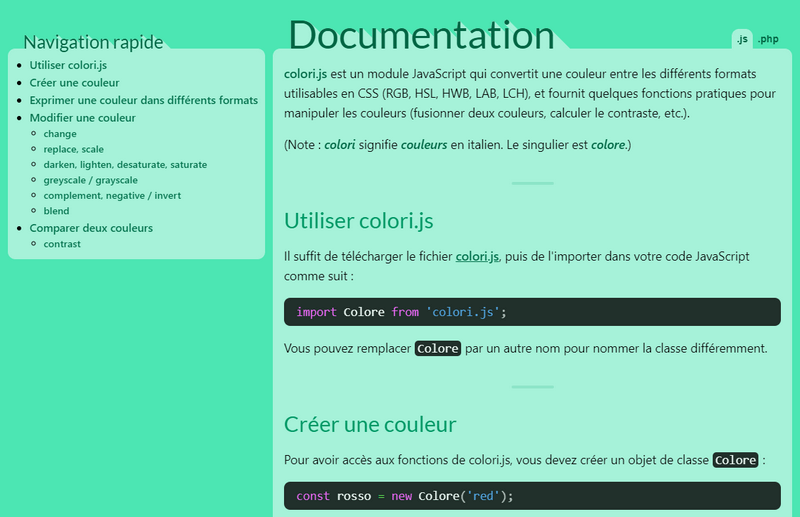 Navigation rapide
Utiliser colori.js
Créer une couleur
Exprimer une couleur dans différents formats
Modifier une couleur
change
replace, scale
darken, lighten, desaturate, saturate
greyscale / grayscale
complement, negative / invert
blend
Comparer deux couleurs
contrast
Documentation
.js .php
colori.js est un module JavaScript qui convertit une couleur entre les différents formats
utilisables en CSS (RGB, HSL, HWB, LAB, LCH), et fournit quelques fonctions pratiques pour
manipuler les couleurs (fusionner deux couleurs, calculer le contraste, etc.).
(Note : colori signifie couleurs en italien. Le singulier est colore.)
Utiliser colori.js
Il suffit de télécharger le fichier colori.js, puis de l'importer dans votre code JavaScript
comme suit :
import Colore from 'colori.js';
Vous pouvez remplacer Colore par un autre nom pour nommer la classe différemment.
Créer une couleur
Pour avoir accès aux fonctions de colori.js, vous devez créer un objet de classe Colore :
const rosso = new Colore('red');